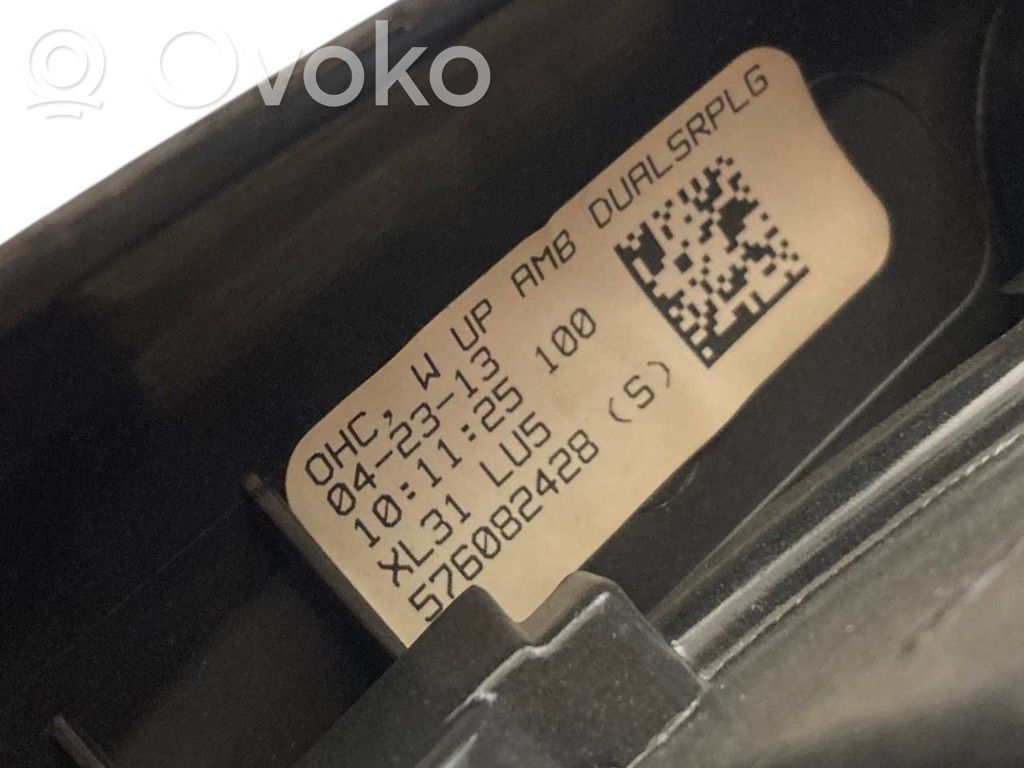 Ovoko
OHC, W UP AMB DUALSRPLG
04-23-13
10:11:25 100
XL31 LU5
576082428 (S)